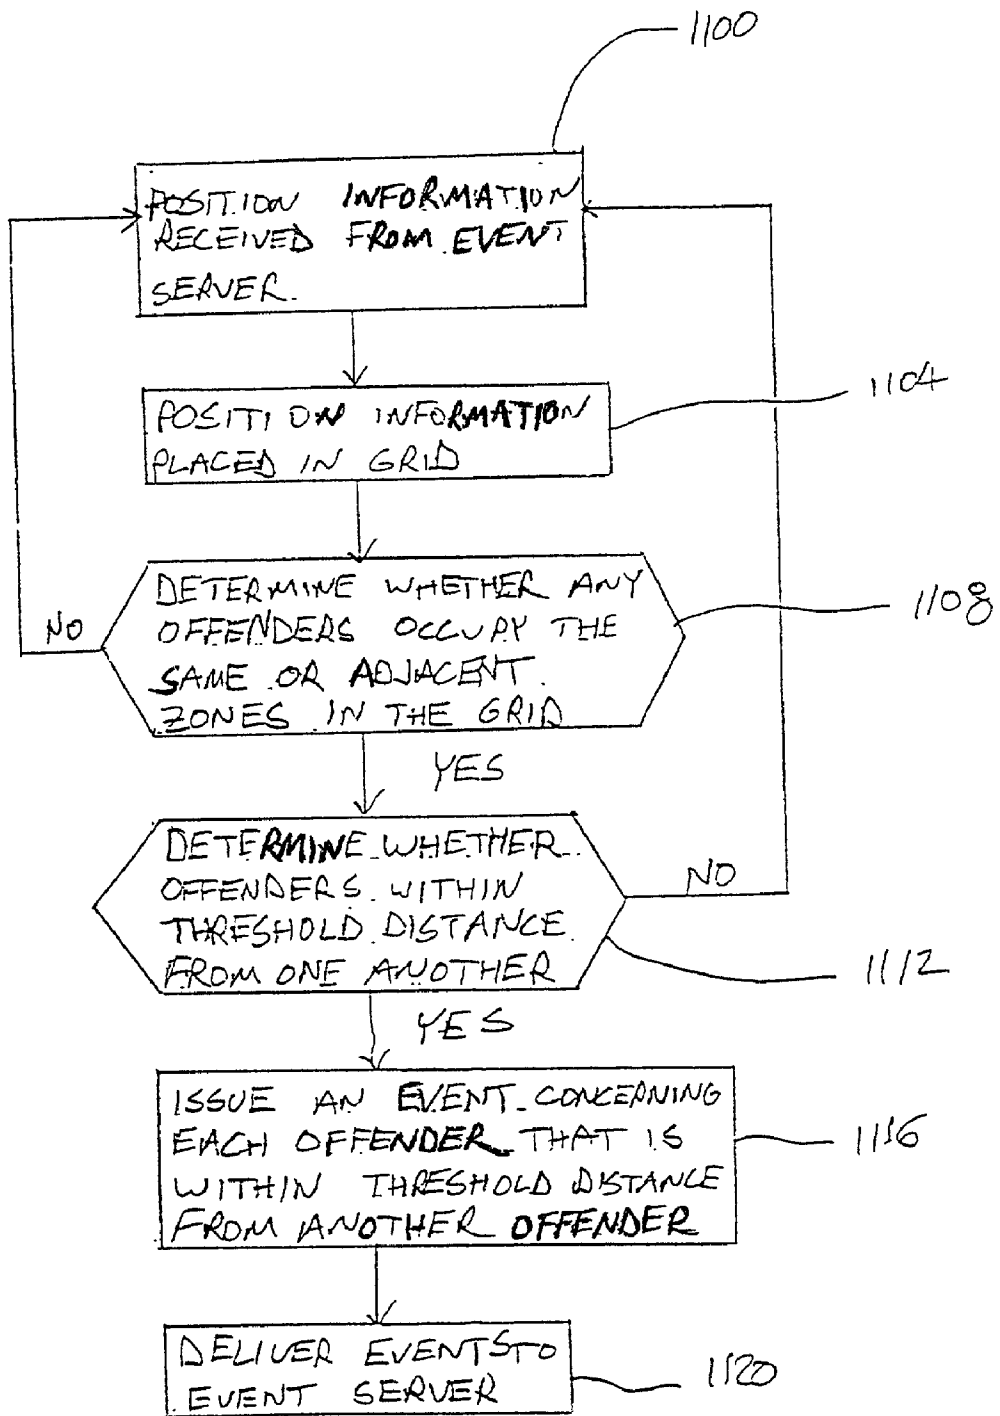 1100
POSITION INFORMATION
RECEIVED FROM EVENT
SERVER.
1104
POSITION INFORMATION
PLACED IN GRID
DETERMINE WHETHER ANY
OFFENDERS OCCUPY THE
SAME OR ADJACENT
ZONES IN THE GRID
1108
NO
YES
DETERMINE WHETHER
OFFENDERS WITHIN
THRESHOLD DISTANCE
FROM ONE ANOTHER
NO
1112
YES
ISSUE AN EVENT CONCERNING
EACH OFFENDER THAT IS
WITHIN THRESHOLD DISTANCE
FROM ANOTHER OFFENDER
1116
DELIVER EVENTS TO
EVENT SERVER
1120